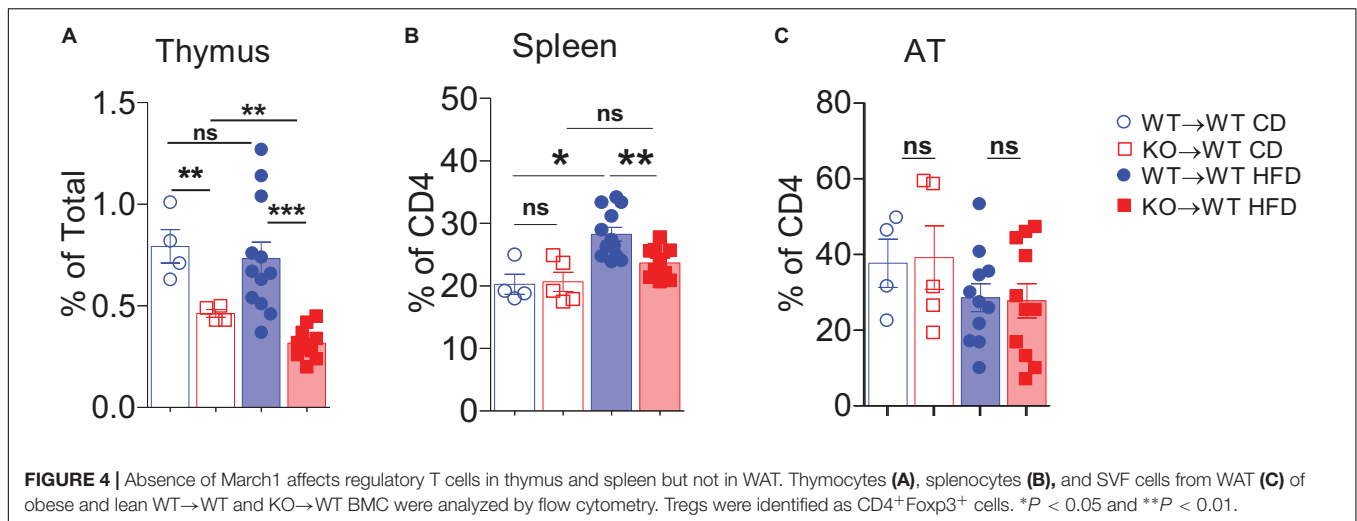 A
Thymus
% of Total
1.5
1.0
0.5
0.0
**
ns
**
***
B
Spleen
% of CD4
50
40
30
20
10
0
ns
*
**
ns
C
AT
% of CD4
80
60
40
20
0
ns
ns
WT→WT CD
KO→WT CD
WT→WT HFD
KO→WT HFD
FIGURE 4 | Absence of March1 affects regulatory T cells in thymus and spleen but not in WAT. Thymocytes (A), splenocytes (B), and SVF cells from WAT (C) of
obese and lean WT→WT and KO→WT BMC were analyzed by flow cytometry. Tregs were identified as CD4+Foxp3+ cells. *P < 0.05 and **P < 0.01.